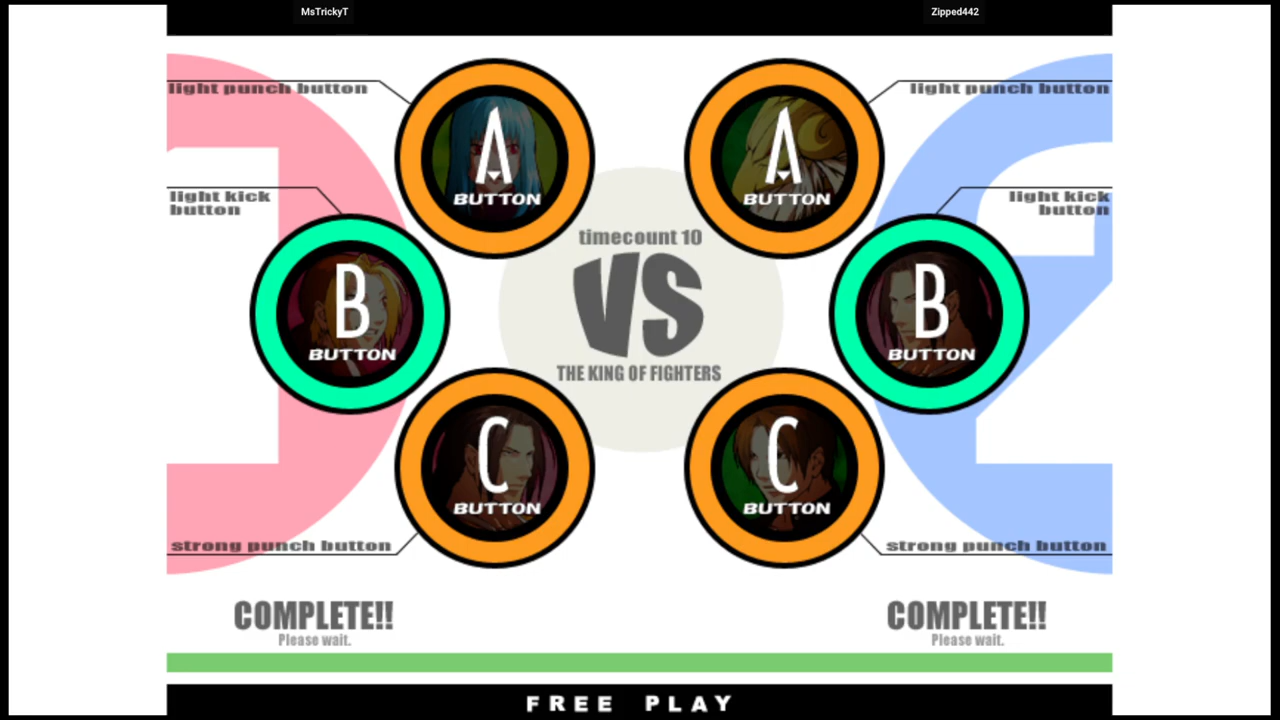 MsTrickyT
Zipped442
light punch button
light punch button
A
BUTTON
A
BUTTON
light kick
button
light kick
button
B
BUTTON
B
BUTTON
timecount 10
VS
THE KING OF FIGHTERS
C
BUTTON
C
BUTTON
strong punch button
strong punch button
COMPLETE!!
Please wait.
COMPLETE!!
Please wait.
FREE PLAY